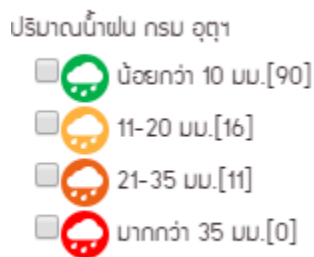 ปริมาณน้ำฝน กรม อุตุฯ
น้อยกว่า 10 มม.[90]
11-20 มม.[16]
21-35 มม.[11]
มากกว่า 35 มม.[0]